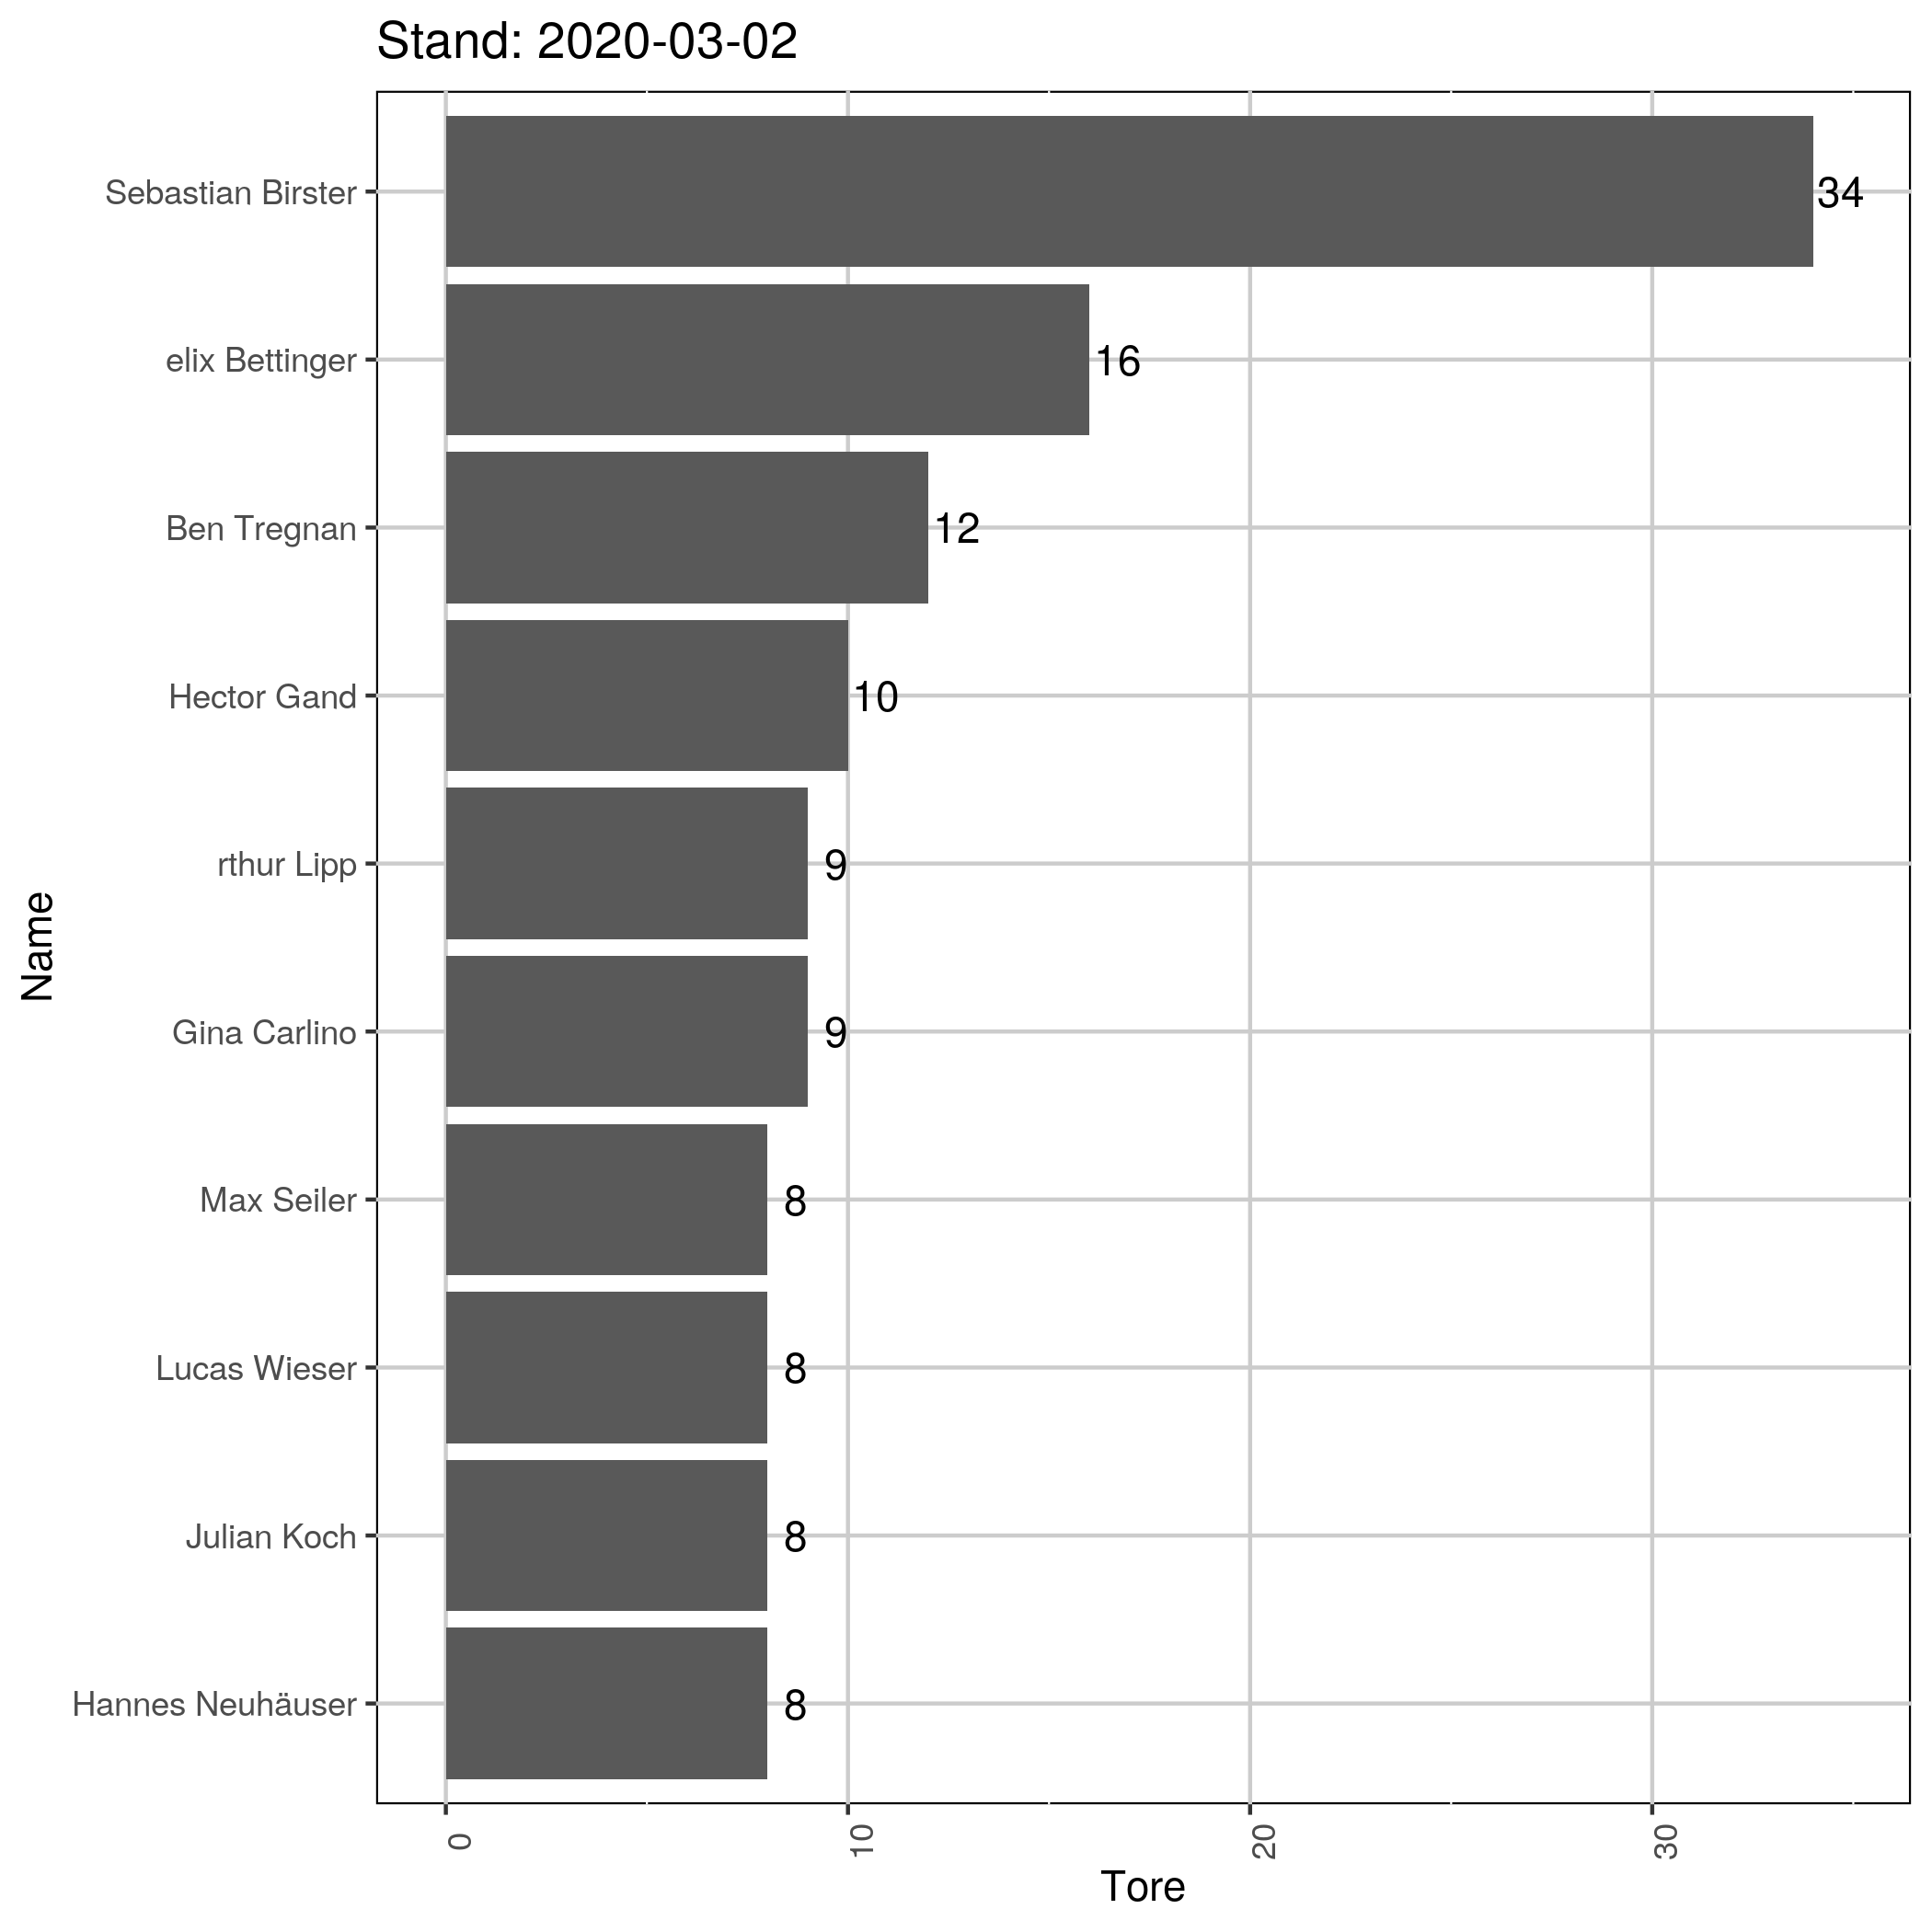 Stand: 2020-03-02
Sebastian Birster
34
elix Bettinger
16
Ben Tregnan
12
Hector Gand
10
rthur Lipp
9
Gina Carlino
9
Max Seiler
8
Lucas Wieser
8
Julian Koch
8
Hannes Neuhäuser
8
Name
0
10
20
30
Tore